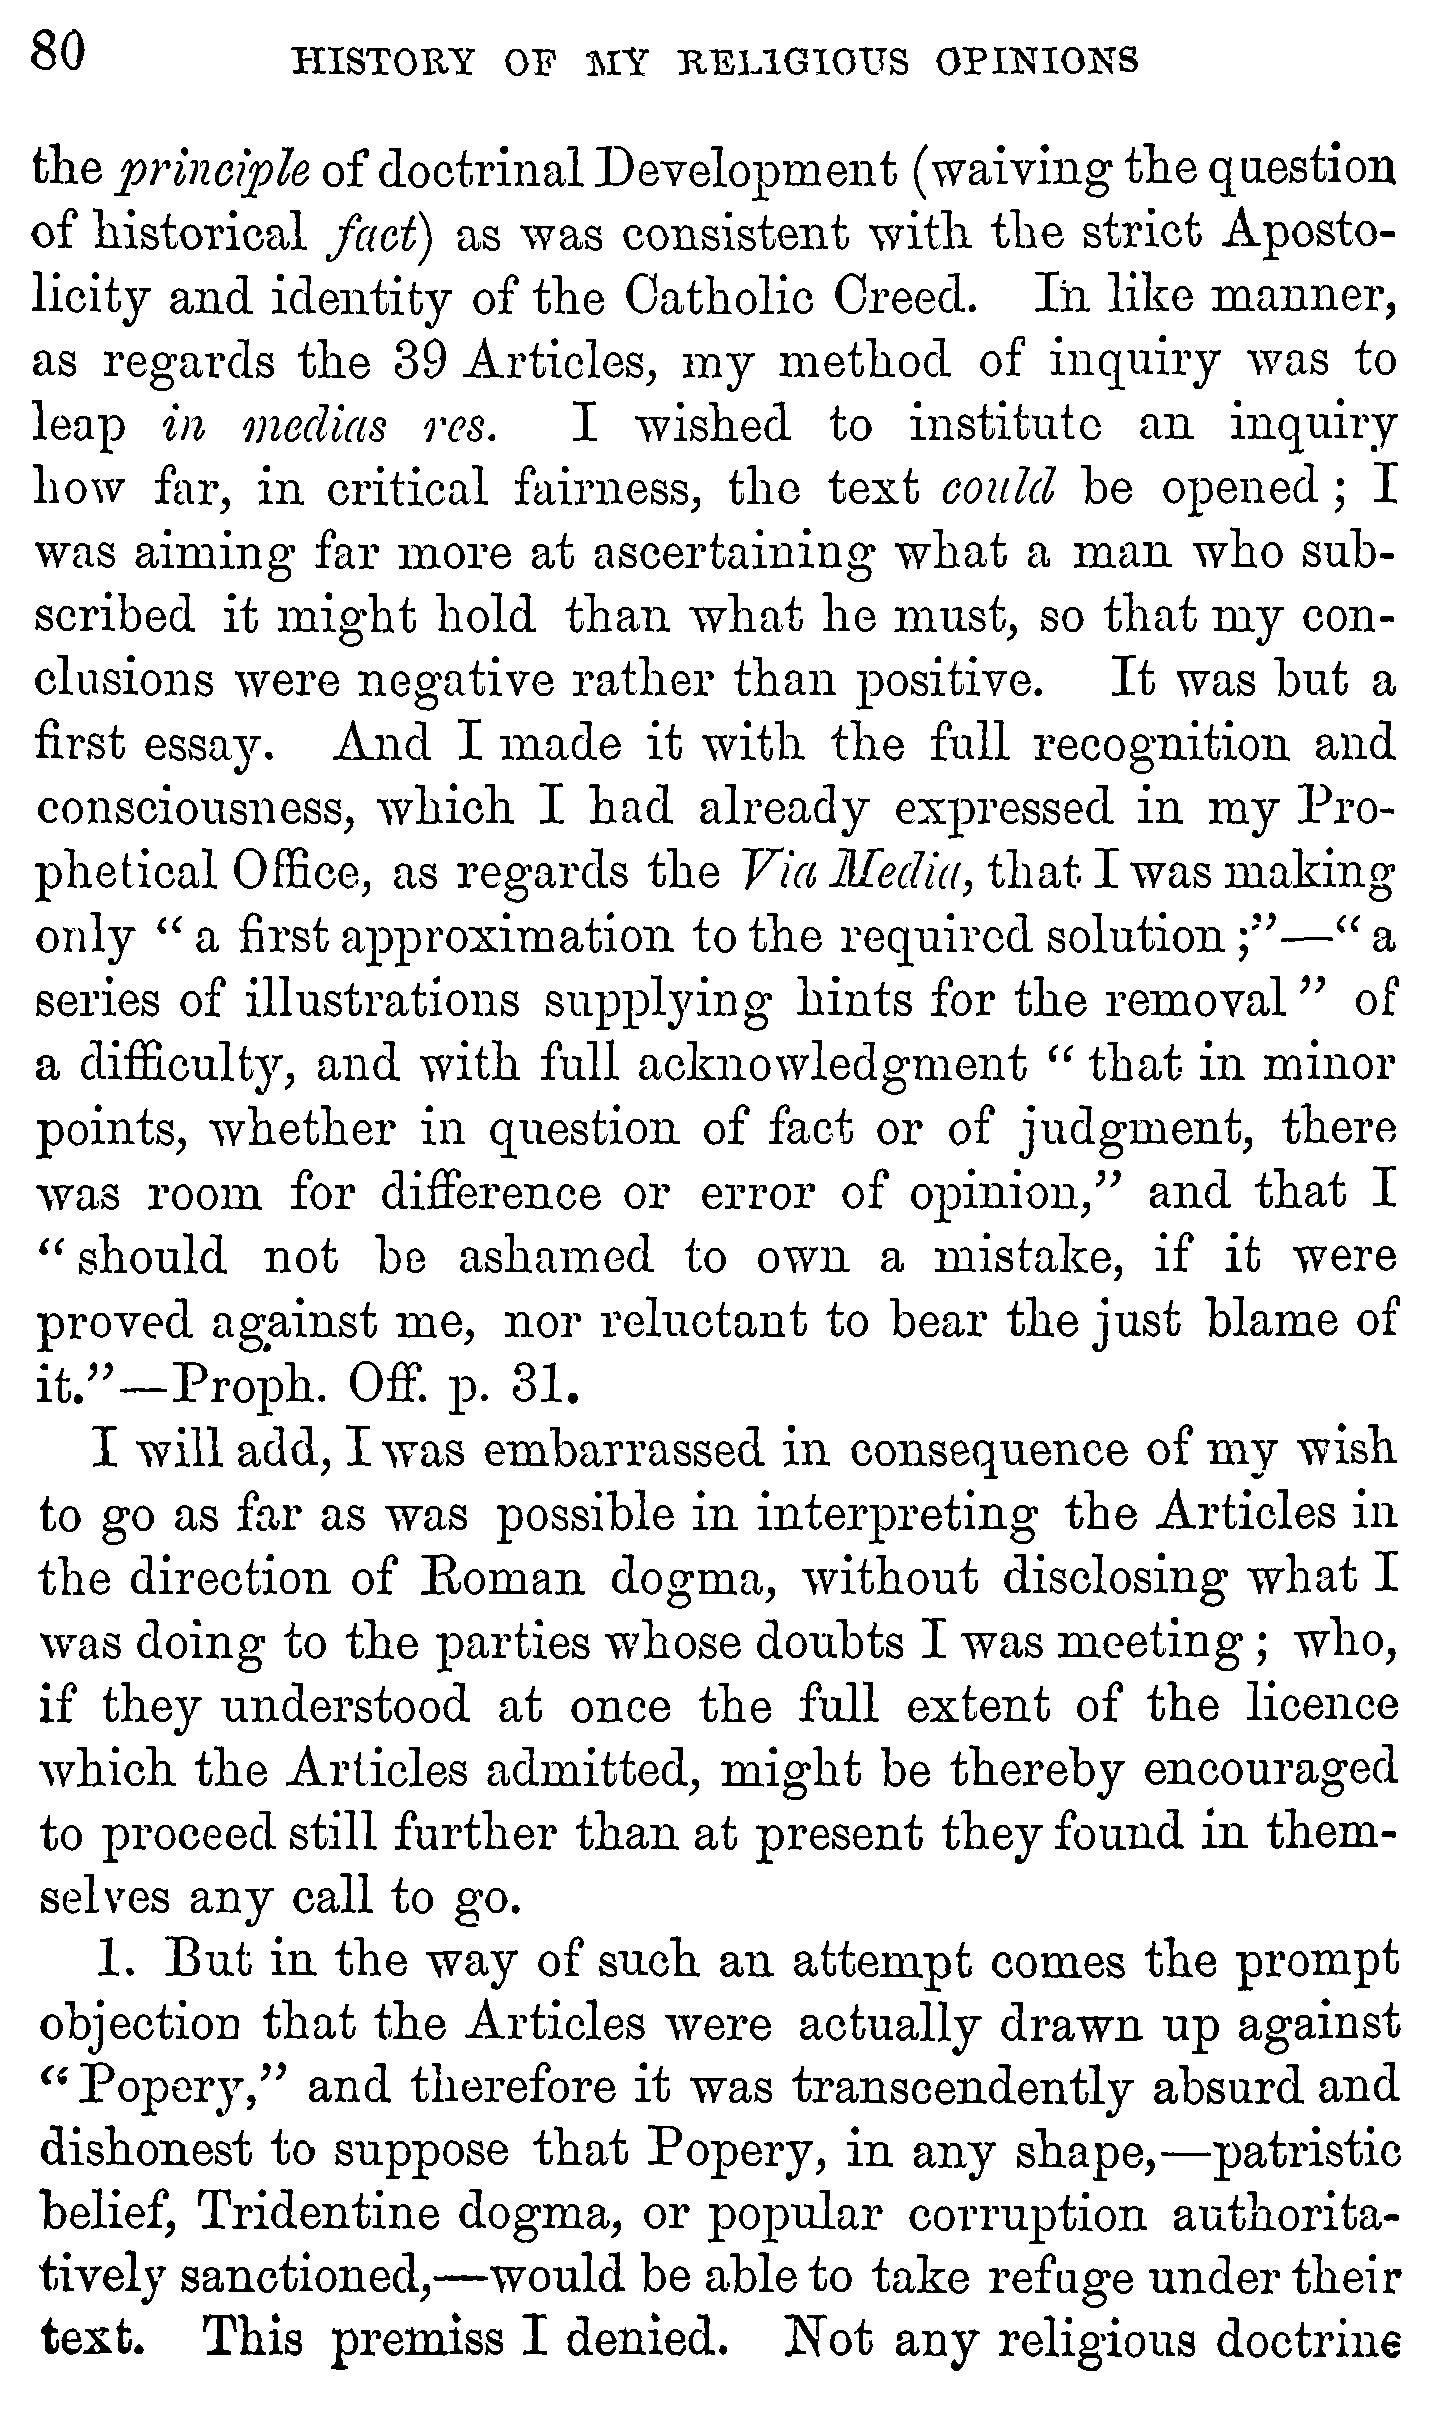 80 HISTORY OF MY RELIGIOUS OPINIONS
the principle of doctrinal Development (waiving the question
of historical fact) as was consistent with the strict Aposto-
licity and identity of the Catholic Creed. In like manner,
as regards the 39 Articles, my method of inquiry was to
leap in medias res. I wished to institute an inquiry
how far, in critical fairness, the text could be opened; I
was aiming far more at ascertaining what a man who sub-
scribed it might hold than what he must, so that my con-
clusions were negative rather than positive. It was but a
first essay. And I made it with the full recognition and
consciousness, which I had already expressed in my Pro-
phetical Office, as regards the Via Media, that I was making
only "a first approximation to the required solution;"—"a
series of illustrations supplying hints for the removal" of
a difficulty, and with full acknowledgment "that in minor
points, whether in question of fact or of judgment, there
was room for difference or error of opinion," and that I
"should not be ashamed to own a mistake, if it were
proved against me, nor reluctant to bear the just blame of
it."—Proph. Off. p. 31.
I will add, I was embarrassed in consequence of my wish
to go as far as was possible in interpreting the Articles in
the direction of Roman dogma, without disclosing what I
was doing to the parties whose doubts I was meeting; who,
if they understood at once the full extent of the licence
which the Articles admitted, might be thereby encouraged
to proceed still further than at present they found in them-
selves any call to go.
1. But in the way of such an attempt comes the prompt
objection that the Articles were actually drawn up against
"Popery," and therefore it was transcendently absurd and
dishonest to suppose that Popery, in any shape,—patristic
belief, Tridentine dogma, or popular corruption authorita-
tively sanctioned,—would be able to take refuge under their
text. This premiss I denied. Not any religious doctrine